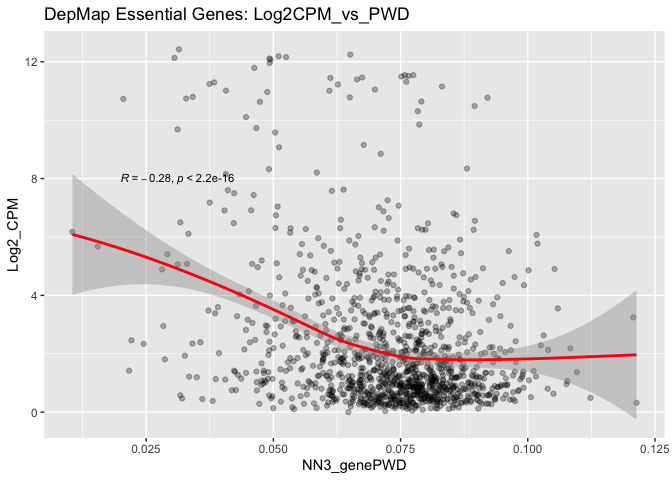 DepMap Essential Genes: Log2CPM_vs_PWD
12
8
4
0
Log2_CPM
R = −0.28, p < 2.2e-16
0.025
0.050
0.075
0.100
0.125
NN3_genePWD